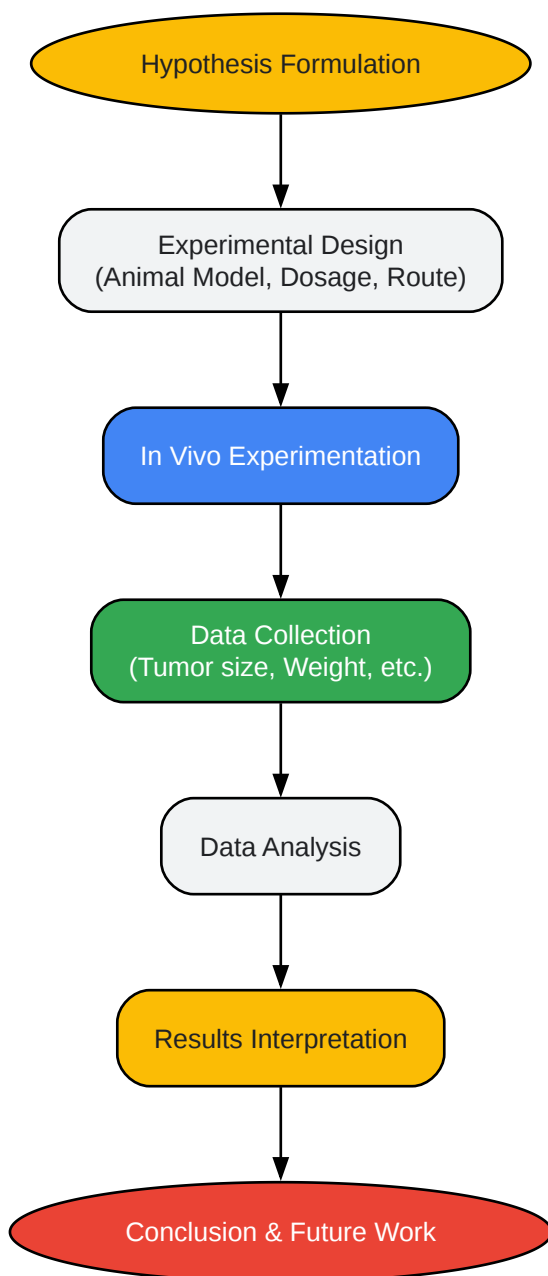 Hypothesis Formulation
Experimental Design
(Animal Model, Dosage, Route)
In Vivo Experimentation
Data Collection
(Tumor size, Weight, etc.)
Data Analysis
Results Interpretation
Conclusion & Future Work